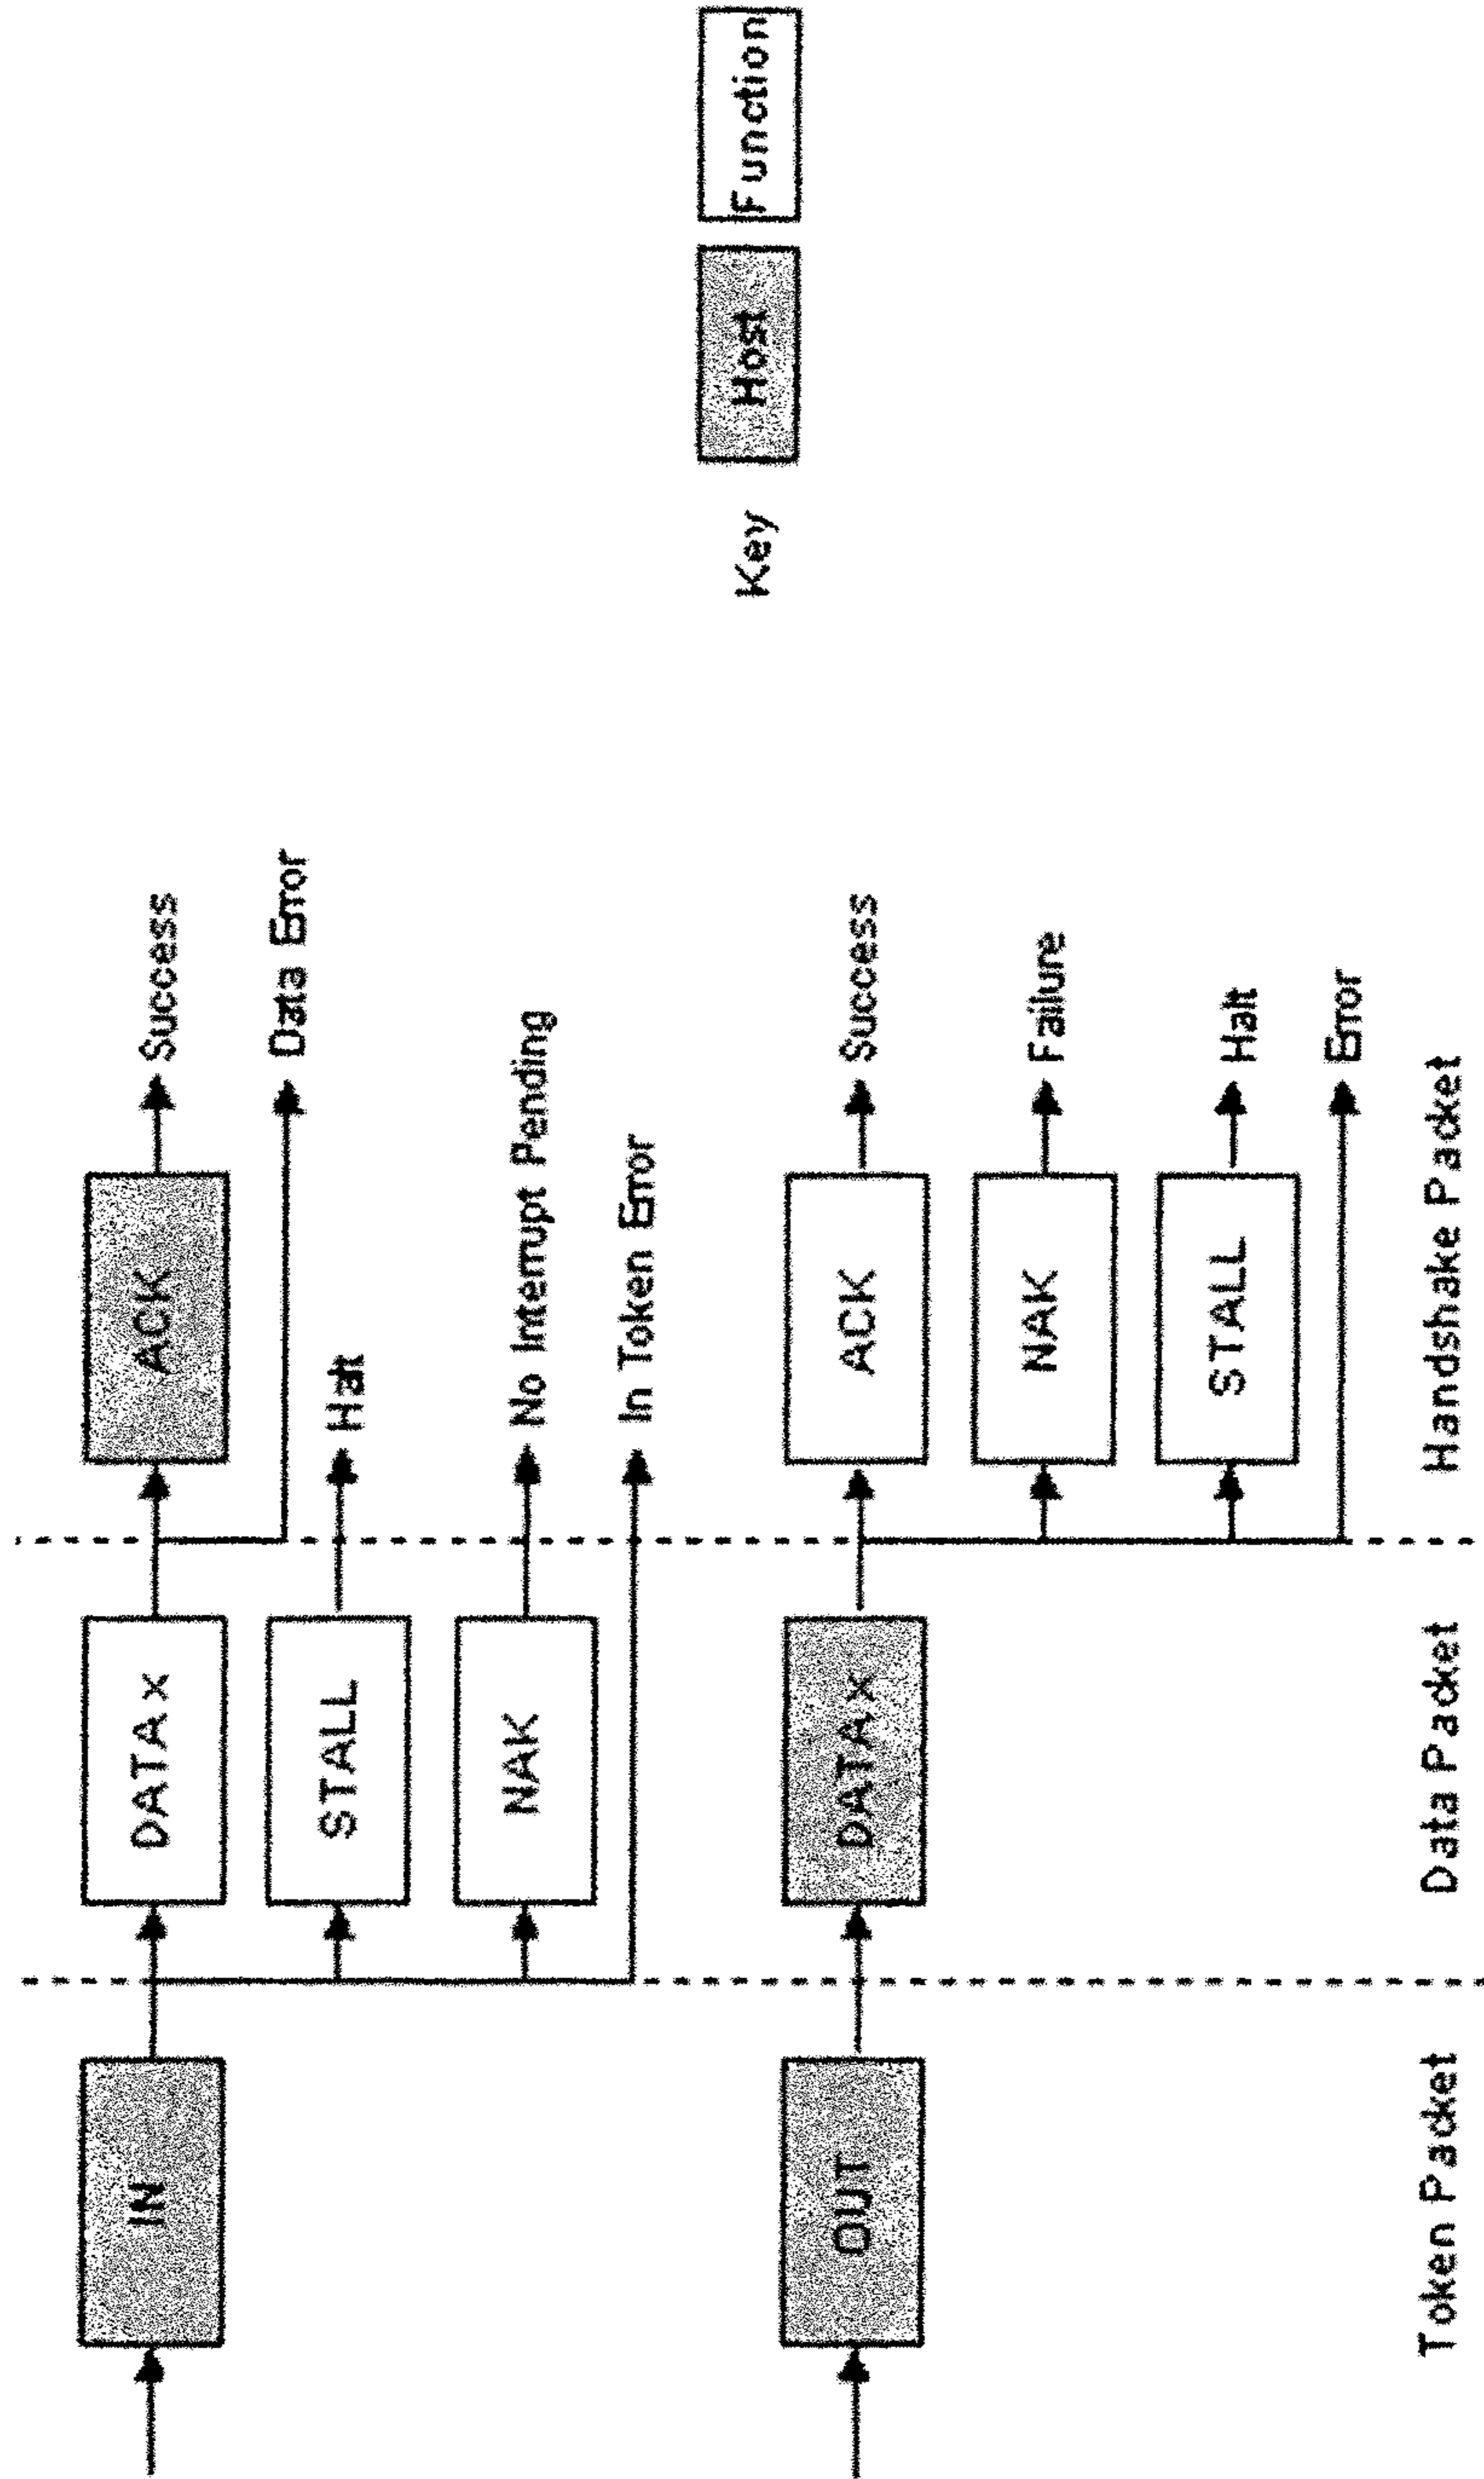 IN
DATA x
ACK
Success
Data Error
STALL
Halt
NAK
No Interrupt Pending
In Token Error
OUT
DATA x
ACK
Success
NAK
Failure
STALL
Halt
Error
Token Packet
Data Packet
Handshake Packet
Key
Host
Function